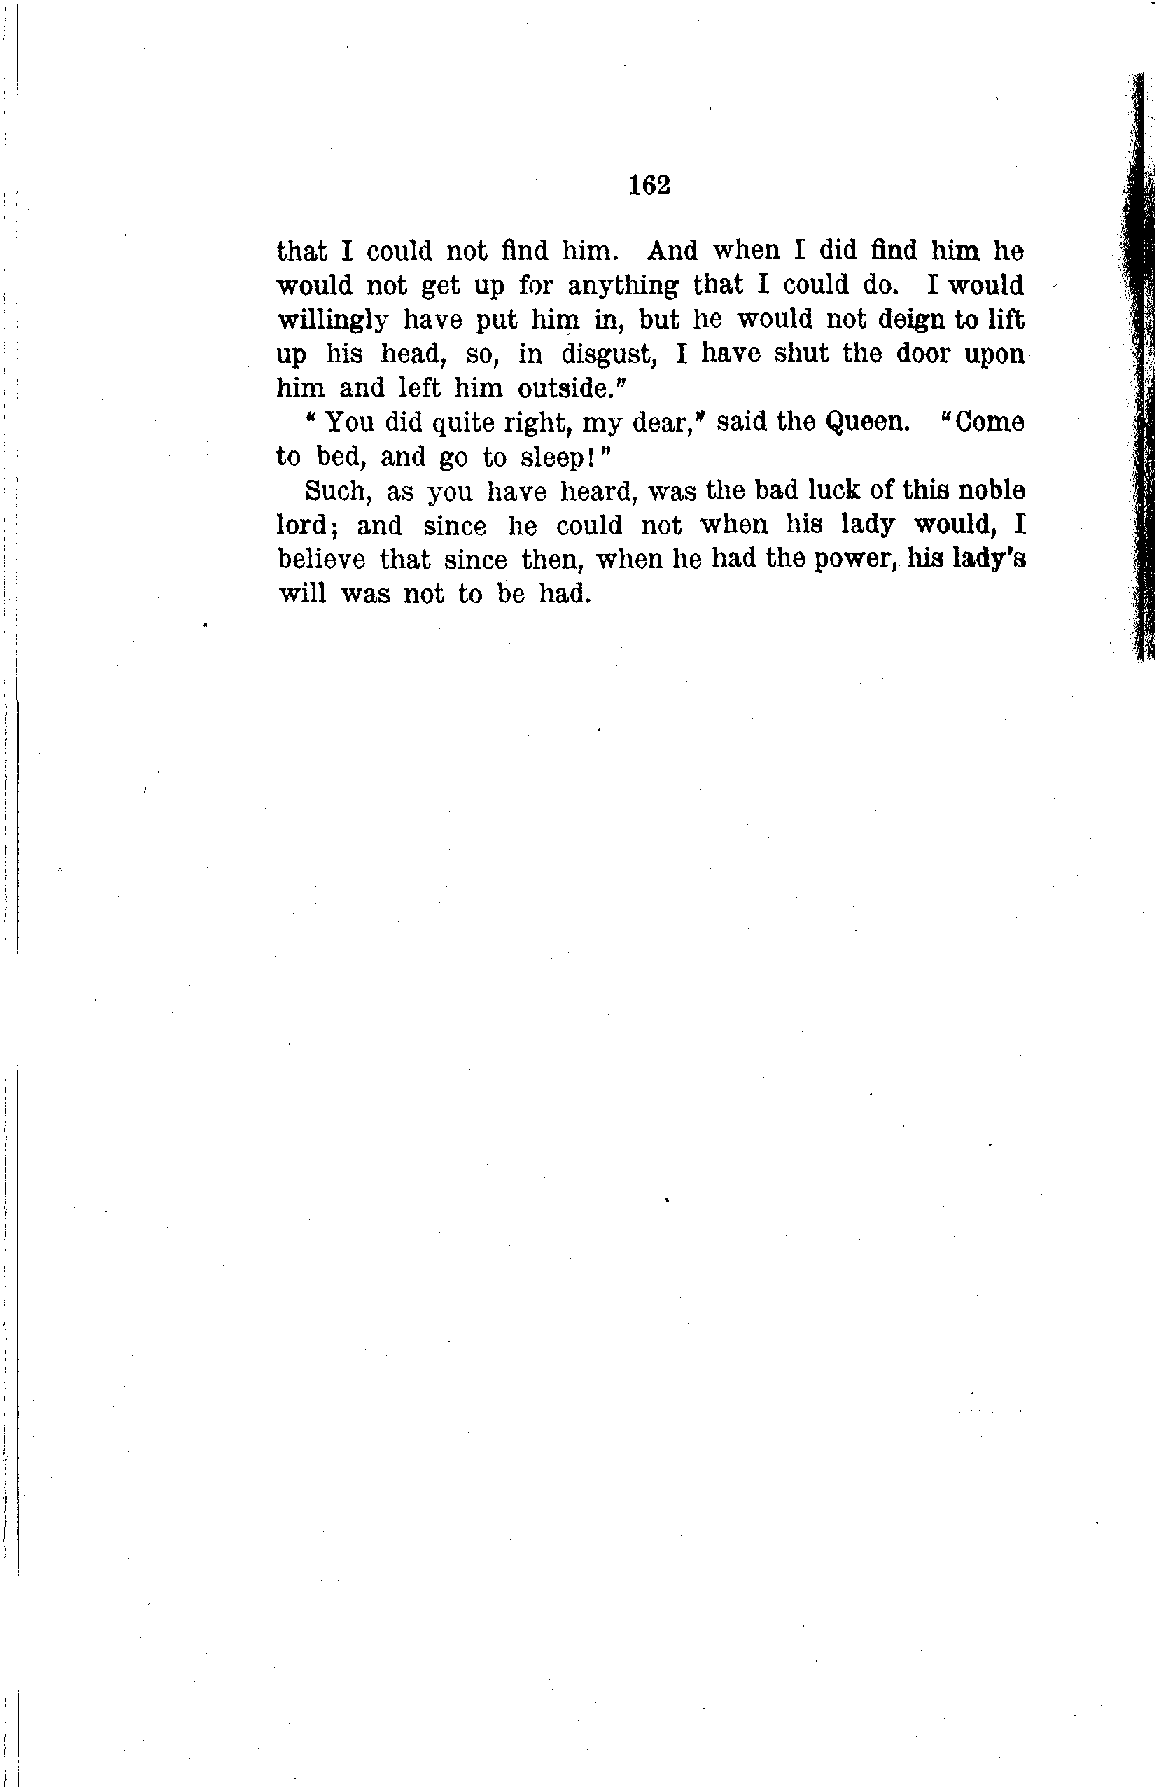 162
that I could not find him. And when I did find him he
would not get up for anything that I could do. I would
willingly have put him in, but he would not deign to lift
up his head, so, in disgust, I have shut the door upon
him and left him outside."
“ You did quite right, my dear,” said the Queen. “Come
to bed, and go to sleep!”
Such, as you have heard, was the bad luck of this noble
lord; and since he could not when his lady would, I
believe that since then, when he had the power, his lady's
will was not to be had.